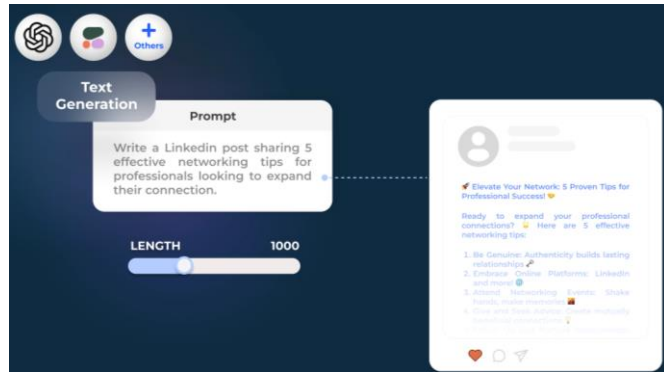 Others
Text
Generation
Prompt
Write a Linkedin post sharing 5
effective networking tips for
professionals looking to expand
their connection.
LENGTH 1000
🚀 Elevate Your Network: 5 Proven Tips for
Professional Success! 🤝
Ready to expand your professional
connections? 💡 Here are 5 effective
networking tips:
1. Be Genuine: Authenticity builds lasting
relationships 🔑
2. Embrace Online Platforms: LinkedIn
and more! 🌐
3. Attend Networking Events: Shake
hands, make memories
4. Give and